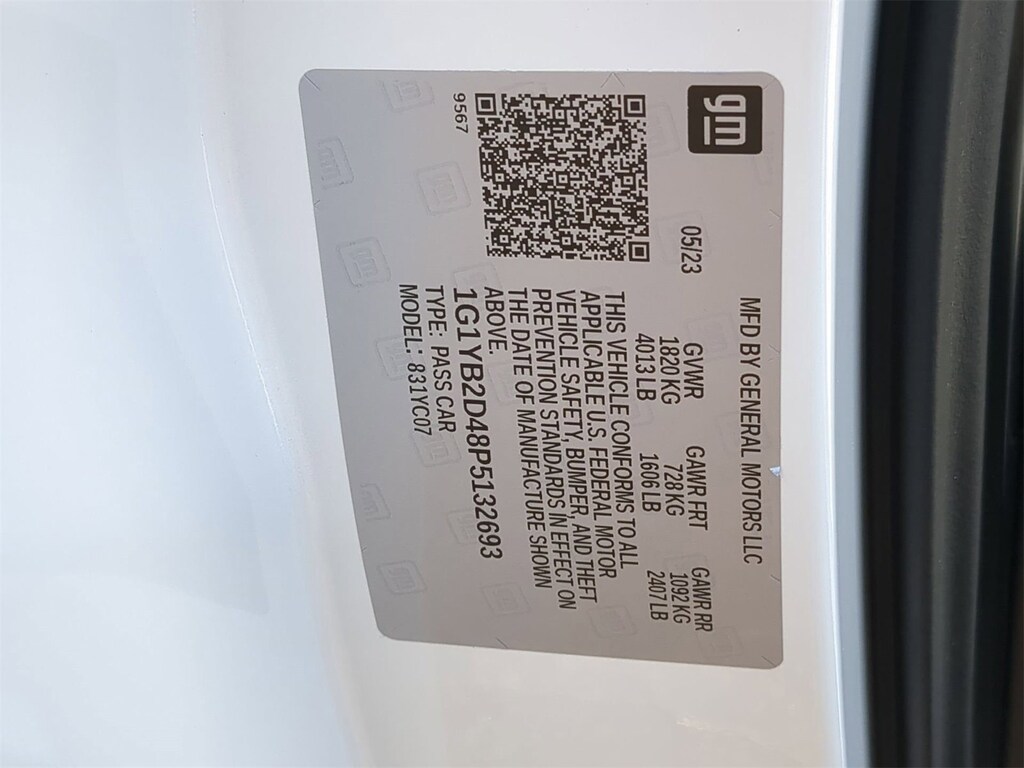 gm
MFD BY GENERAL MOTORS LLC
05/23
GVWR
1820 KG
4013 LB
GAWR FRT
728 KG
1606 LB
GAWR RR
1092 KG
2407 LB
THIS VEHICLE CONFORMS TO ALL
APPLICABLE U.S. FEDERAL MOTOR
VEHICLE SAFETY, BUMPER, AND THEFT
PREVENTION STANDARDS IN EFFECT ON
THE DATE OF MANUFACTURE SHOWN
ABOVE.
9567
1G1YB2D48P5132693
TYPE: PASS CAR
MODEL: 831YC07